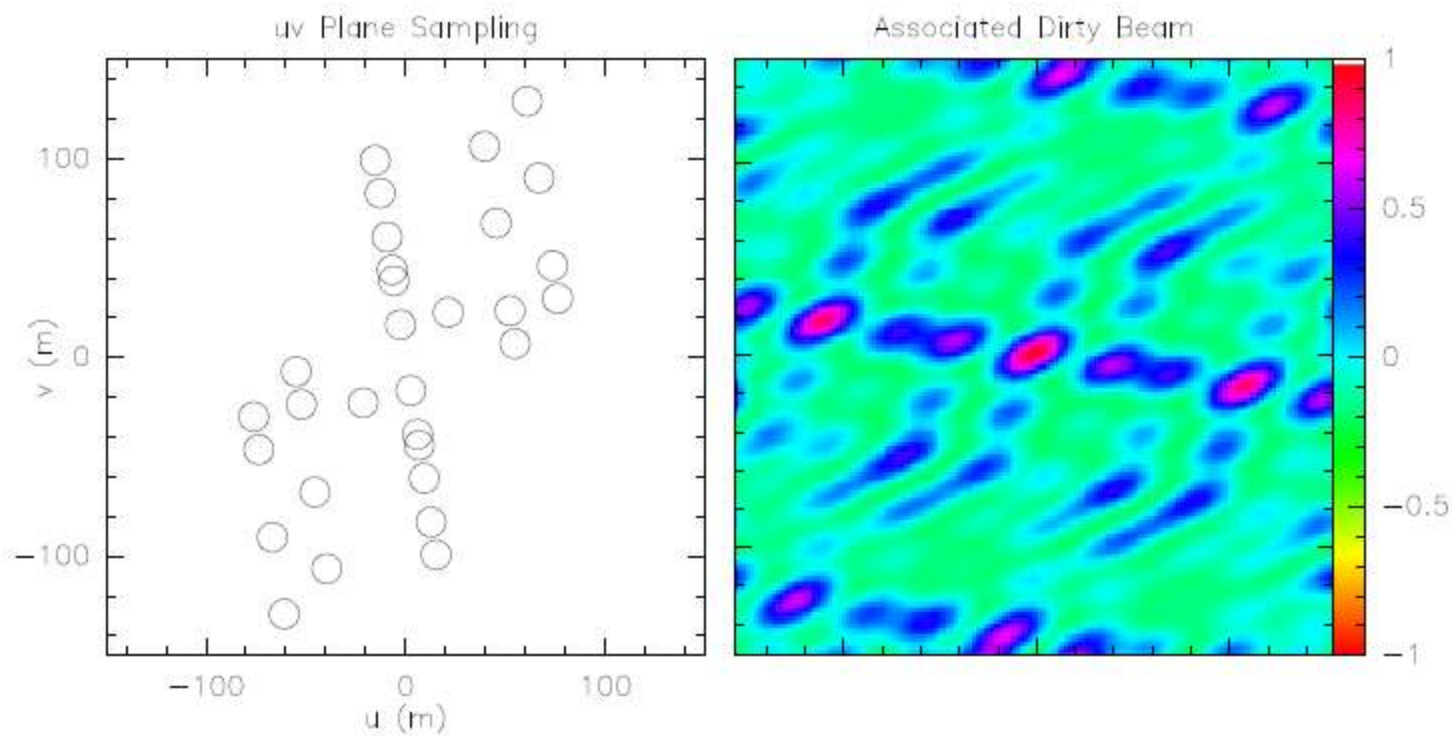 uv Plane Sampling
Associated Dirty Beam
v (m)
100
0
−100
−100
0
100
u (m)
1
0.5
0
−0.5
−1